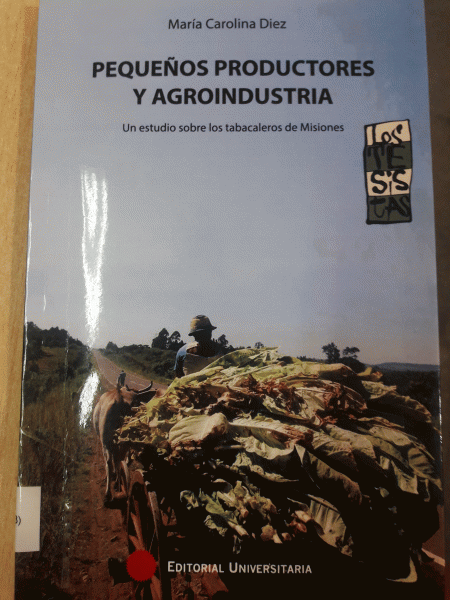 María Carolina Diez
PEQUEÑOS PRODUCTORES
Y AGROINDUSTRIA
Un estudio sobre los tabacaleros de Misiones
LOS
TE
SIS
TAS
3)
EDITORIAL UNIVERSITARIA